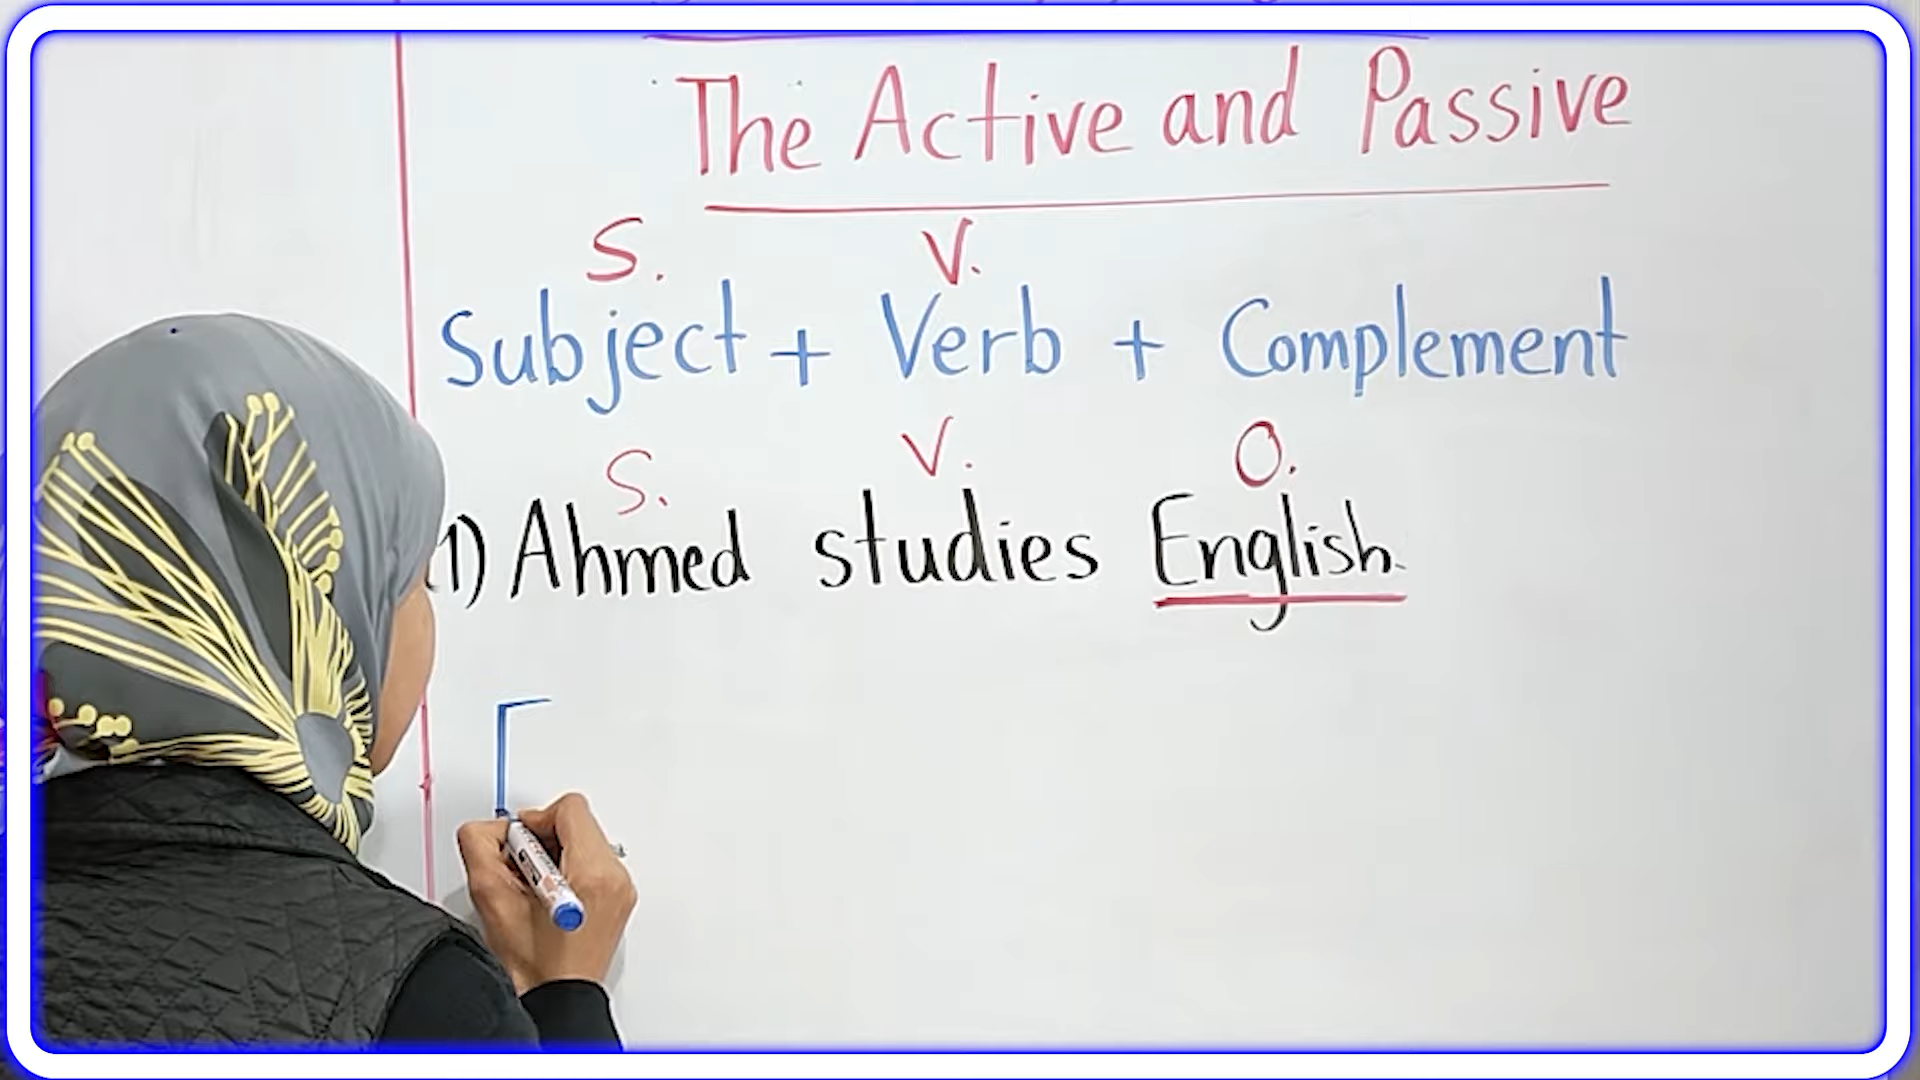 The Active and Passive
S. V.
Subject + Verb + Complement
S. V. O.
1) Ahmed studies English.